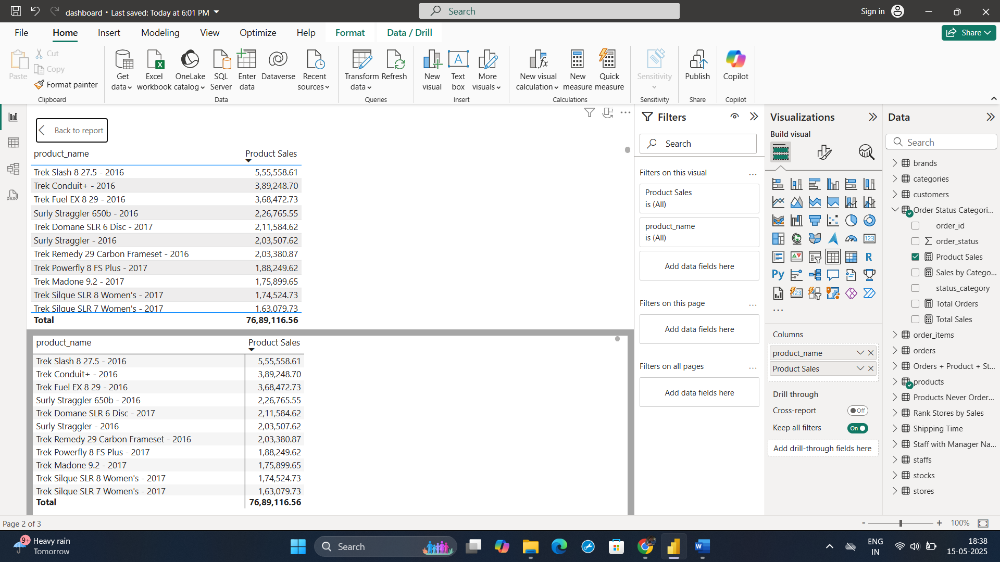 dashboard • Last saved: Today at 6:01 PM
Search
Sign in
File
Home
Insert
Modeling
View
Optimize
Help
Format
Data / Drill
Share
Paste
Cut
Copy
Format painter
Clipboard
Get data
Excel workbook
OneLake catalog
SQL Server
Enter data
Dataverse
Recent sources
Data
Transform data
Refresh
Queries
New visual
Text box
More visuals
Insert
New visual calculation
New measure
Quick measure
Calculations
Sensitivity
Sensitivity
Publish
Share
Copilot
Copilot
Back to report
product_name Product Sales
Trek Slash 8 27.5 - 2016 5,55,558.61
Trek Conduit+ - 2016 3,89,248.70
Trek Fuel EX 8 29 - 2016 3,68,472.73
Surly Straggler 650b - 2016 2,26,765.55
Trek Domane SLR 6 Disc - 2017 2,11,584.62
Surly Straggler - 2016 2,03,507.62
Trek Remedy 29 Carbon Frameset - 2016 2,03,380.87
Trek Powerfly 8 FS Plus - 2017 1,88,249.62
Trek Madone 9.2 - 2017 1,75,899.65
Trek Silque SLR 8 Women's - 2017 1,74,524.73
Trek Silque SLR 7 Women's - 2017 1,63,079.73
Total 76,89,116.56
product_name Product Sales
Trek Slash 8 27.5 - 2016 5,55,558.61
Trek Conduit+ - 2016 3,89,248.70
Trek Fuel EX 8 29 - 2016 3,68,472.73
Surly Straggler 650b - 2016 2,26,765.55
Trek Domane SLR 6 Disc - 2017 2,11,584.62
Surly Straggler - 2016 2,03,507.62
Trek Remedy 29 Carbon Frameset - 2016 2,03,380.87
Trek Powerfly 8 FS Plus - 2017 1,88,249.62
Trek Madone 9.2 - 2017 1,75,899.65
Trek Silque SLR 8 Women's - 2017 1,74,524.73
Trek Silque SLR 7 Women's - 2017 1,63,079.73
Total 76,89,116.56
Filters
Search
Filters on this visual ...
Product Sales
is (All)
product_name
is (All)
Add data fields here
Filters on this page ...
Add data fields here
Filters on all pages ...
Add data fields here
Visualizations
Build visual
123
R
Py
123
...
Columns
product_name
Product Sales
Drill through
Cross-report Off
Keep all filters On
Add drill-through fields here
Data
Search
brands
categories
customers
Order Status Categori...
order_id
order_status
Product Sales
Sales by Catego...
status_category
Total Orders
Total Sales
order_items
orders
Orders + Product + St...
products
Products Never Order...
Rank Stores by Sales
Shipping Time
Staff with Manager Na...
staffs
stocks
stores
Page 2 of 3
- + 100%
9+
Heavy rain
Tomorrow
Search
ENG
IN
18:38
15-05-2025